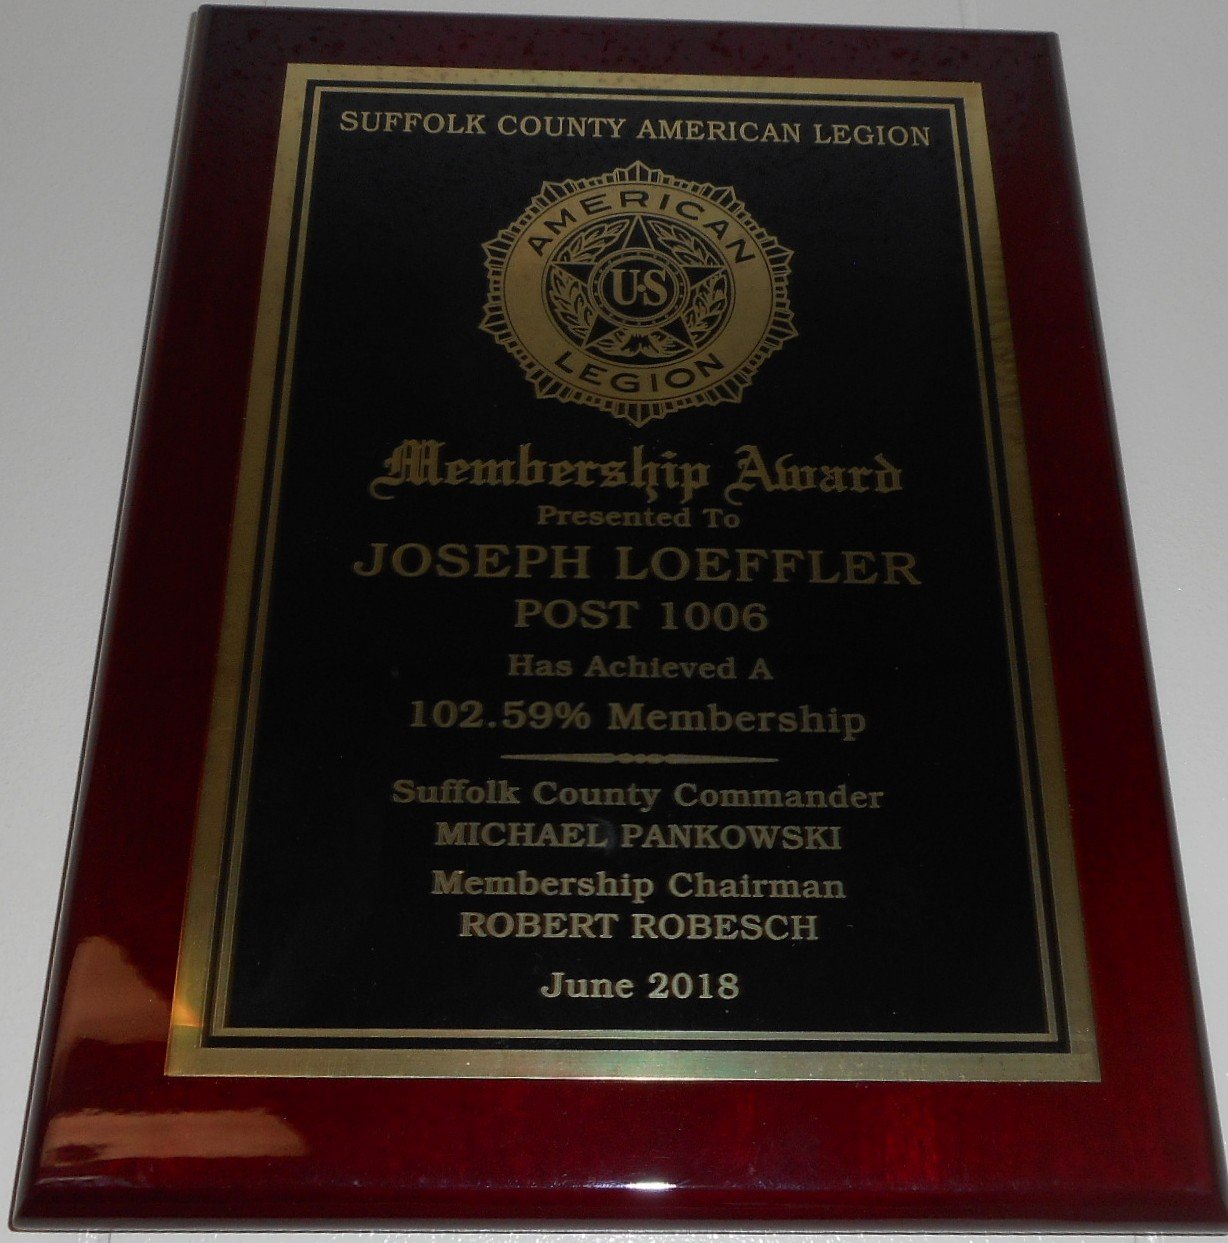 SUFFOLK COUNTY AMERICAN LEGION
AMERICAN
U·S
LEGION
Membership Award
Presented To
JOSEPH LOEFFLER
POST 1006
Has Achieved A
102.59% Membership
Suffolk County Commander
MICHAEL PANKOWSKI
Membership Chairman
ROBERT ROBESCH
June 2018